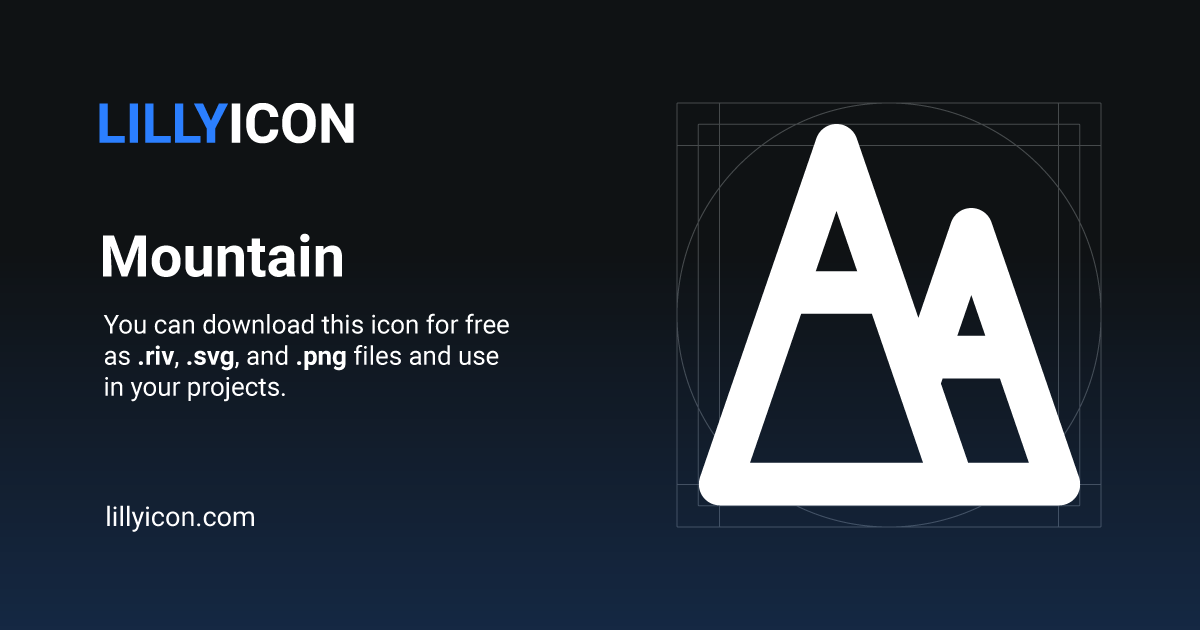 LILLYICON
Mountain
You can download this icon for free
as .riv, .svg, and .png files and use
in your projects.
lillyicon.com